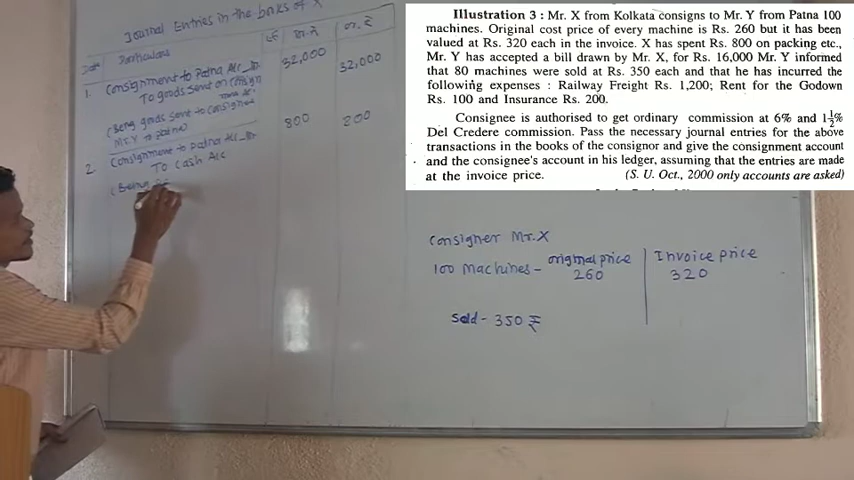 Journal Entries in the books of X
Date Particulars LF Dr.₹ Cr.₹
1. Consignment to Patna A/c Dr 32,000
To goods sent on Consign 32,000
(Being goods sent to consignee
Mr. Y to patna)
2. Consignment to patna A/c Dr 800 800
To Cash A/c
(Being
Illustration 3 : Mr. X from Kolkata consigns to Mr. Y from Patna 100
machines. Original cost price of every machine is Rs. 260 but it has been
valued at Rs. 320 each in the invoice. X has spent Rs. 800 on packing etc.,
Mr. Y has accepted a bill drawn by Mr. X, for Rs. 16,000 Mr. Y informed
that 80 machines were sold at Rs. 350 each and that he has incurred the
following expenses : Railway Freight Rs. 1,200; Rent for the Godown
Rs. 100 and Insurance Rs. 200.
Consignee is authorised to get ordinary commission at 6% and 1½%
Del Credere commission. Pass the necessary journal entries for the above
transactions in the books of the consignor and give the consignment account
and the consignee's account in his ledger, assuming that the entries are made
at the invoice price. (S. U. Oct., 2000 only accounts are asked)
Consigner Mr. X
100 Machines - original price Invoice price
260 320
Sold - 350 ₹